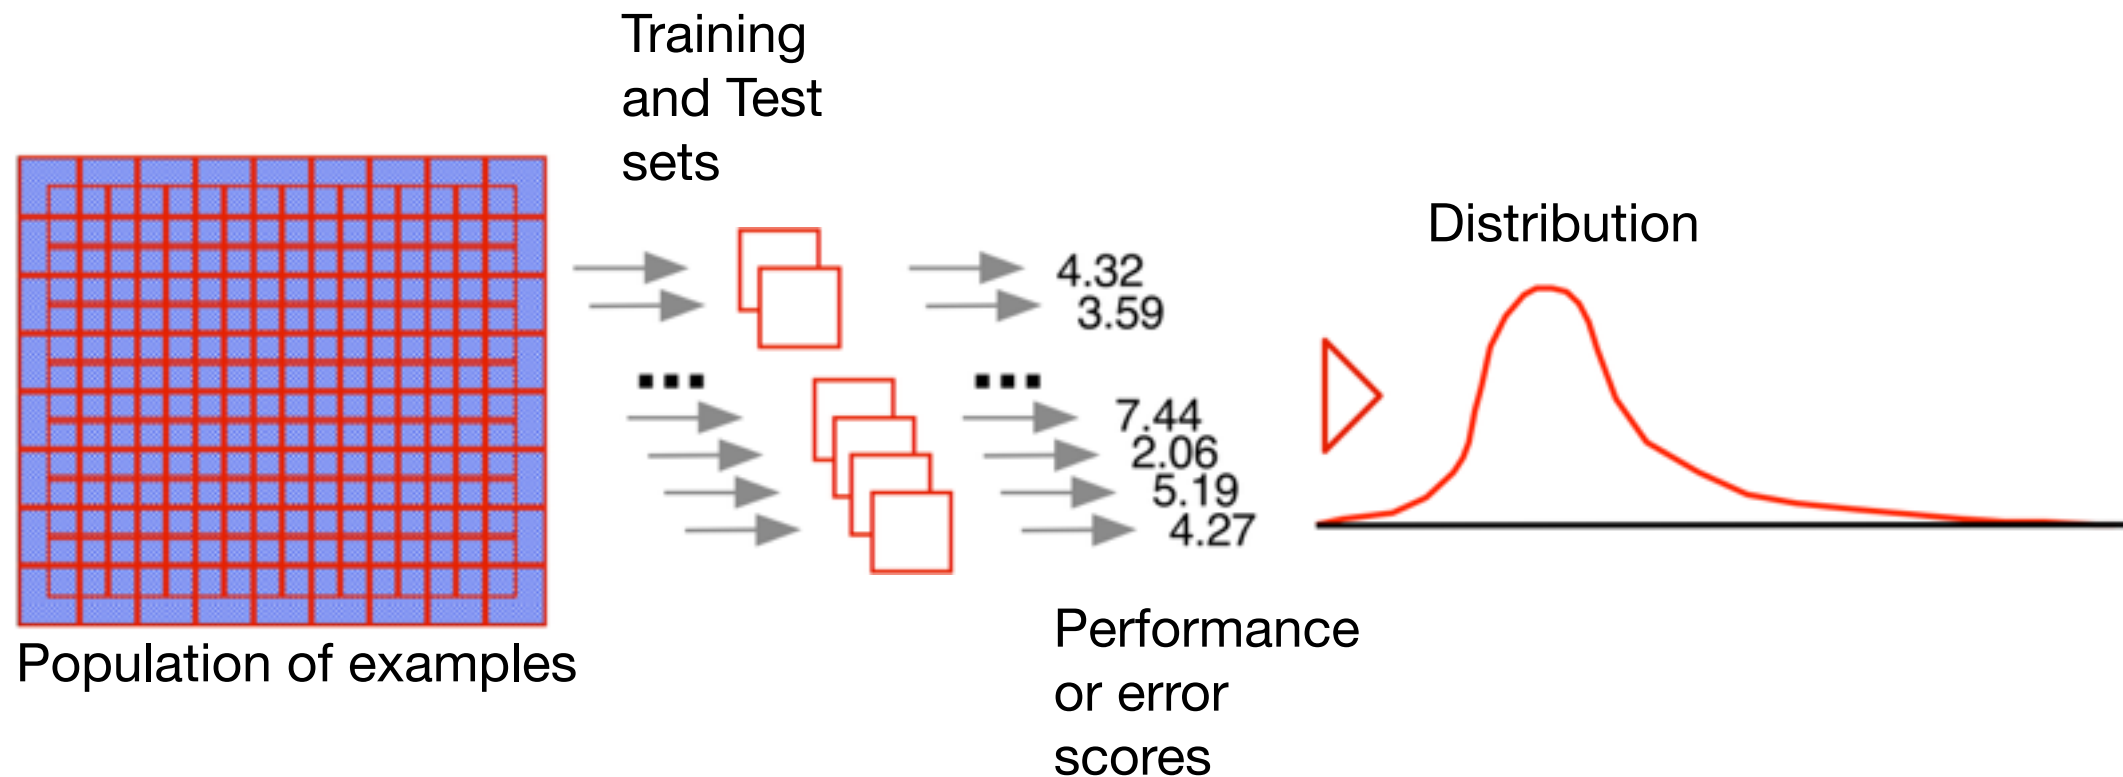 Training
and Test
sets
Distribution
4.32
3.59
...
...
7.44
2.06
5.19
4.27
Population of examples
Performance
or error
scores